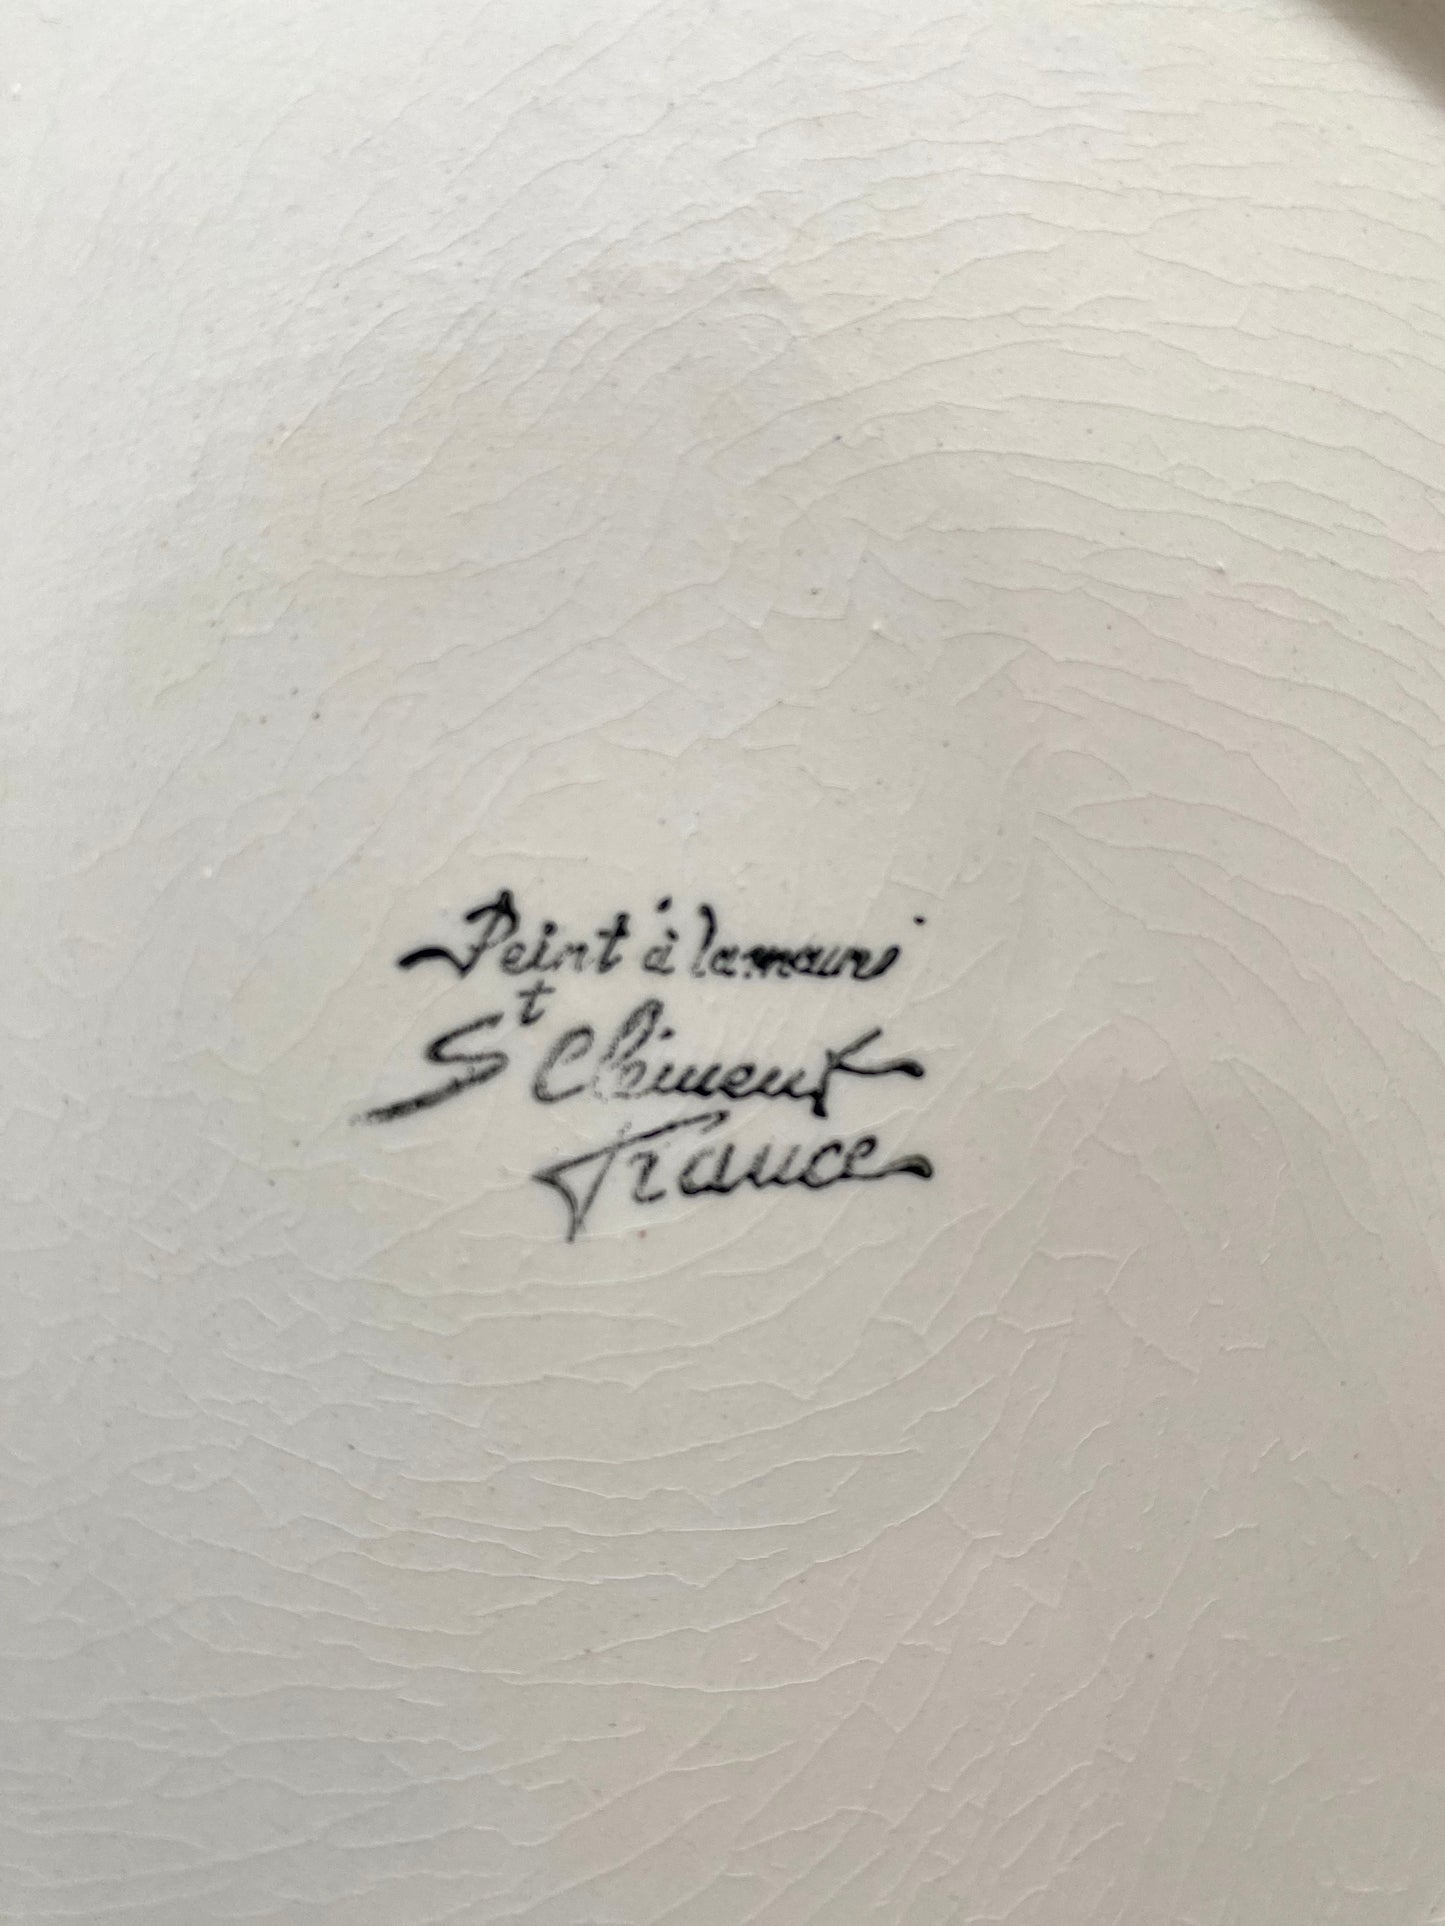 Peint à la main
St Clément
France